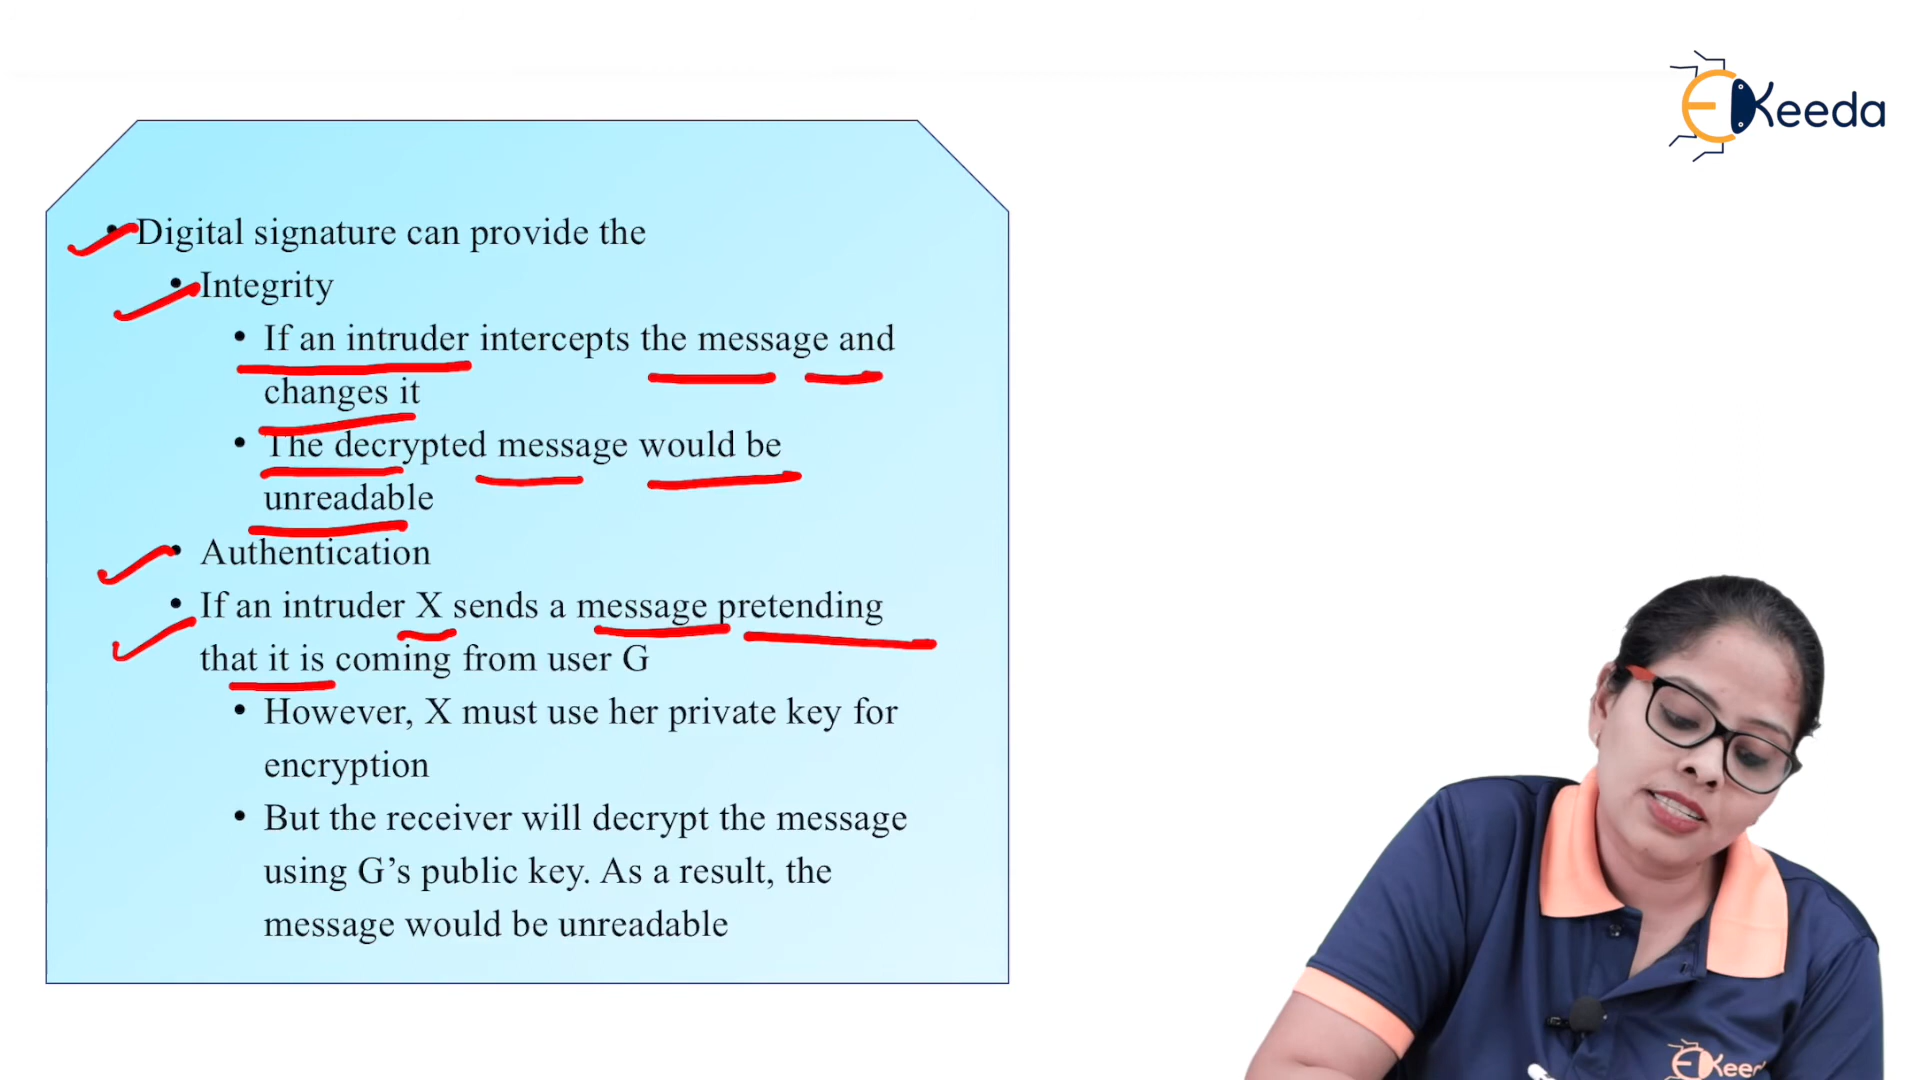 EKeeda
• Digital signature can provide the
• Integrity
• If an intruder intercepts the message and
changes it
• The decrypted message would be
unreadable
• Authentication
• If an intruder X sends a message pretending
that it is coming from user G
• However, X must use her private key for
encryption
• But the receiver will decrypt the message
using G’s public key. As a result, the
message would be unreadable
EKeeda